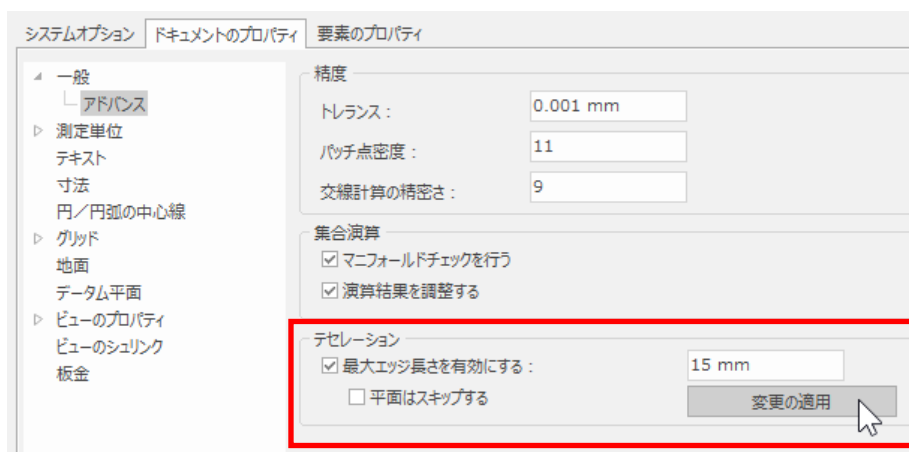 システムオプション ドキュメントのプロパティ 要素のプロパティ
一般
アドバンス
測定単位
テキスト
寸法
円／円弧の中心線
グリッド
地面
データム平面
ビューのプロパティ
ビューのシュリンク
板金
精度
トレランス： 0.001 mm
パッチ点密度： 11
交線計算の精密さ： 9
集合演算
マニフォールドチェックを行う
演算結果を調整する
テセレーション
最大エッジ長さを有効にする： 15 mm
平面はスキップする 変更の適用